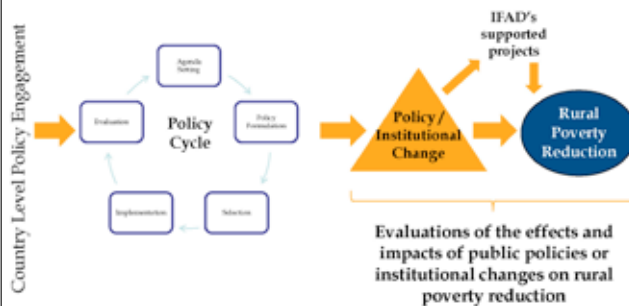 Country Level Policy Engagement
Agenda
Setting
Evaluation
Policy
Cycle
Policy
Formulation
Implementation
Selection
IFAD's
supported
projects
Policy /
Institutional
Change
Rural
Poverty
Reduction
Evaluations of the effects and
impacts of public policies or
institutional changes on rural
poverty reduction